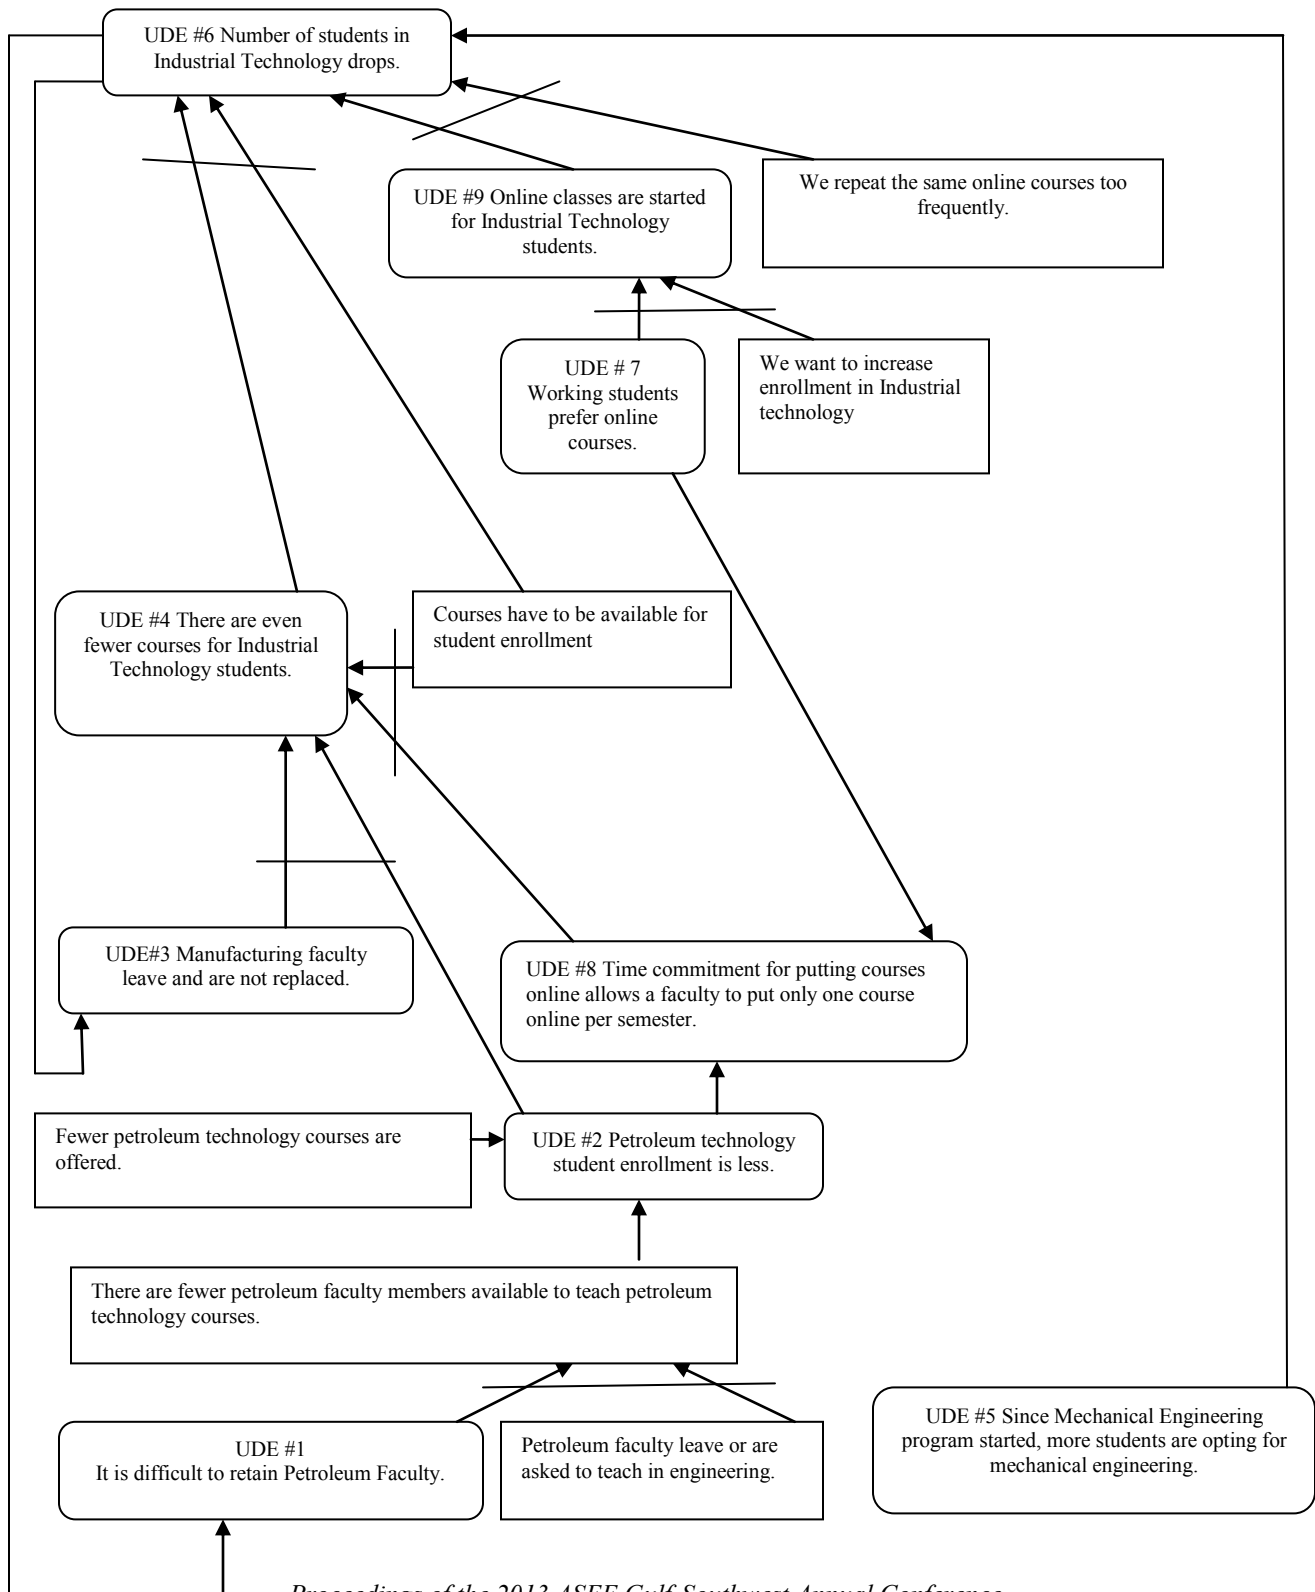 UDE #6 Number of students in
Industrial Technology drops.
UDE #9 Online classes are started
for Industrial Technology
students.
We repeat the same online courses too
frequently.
UDE # 7
Working students
prefer online
courses.
We want to increase
enrollment in Industrial
technology
UDE #4 There are even
fewer courses for Industrial
Technology students.
Courses have to be available for
student enrollment
UDE#3 Manufacturing faculty
leave and are not replaced.
UDE #8 Time commitment for putting courses
online allows a faculty to put only one course
online per semester.
Fewer petroleum technology courses are
offered.
UDE #2 Petroleum technology
student enrollment is less.
There are fewer petroleum faculty members available to teach petroleum
technology courses.
UDE #1
It is difficult to retain Petroleum Faculty.
Petroleum faculty leave or are
asked to teach in engineering.
UDE #5 Since Mechanical Engineering
program started, more students are opting for
mechanical engineering.
Proceedings of the 2013 ASEE Gulf-Southwest Annual Conference